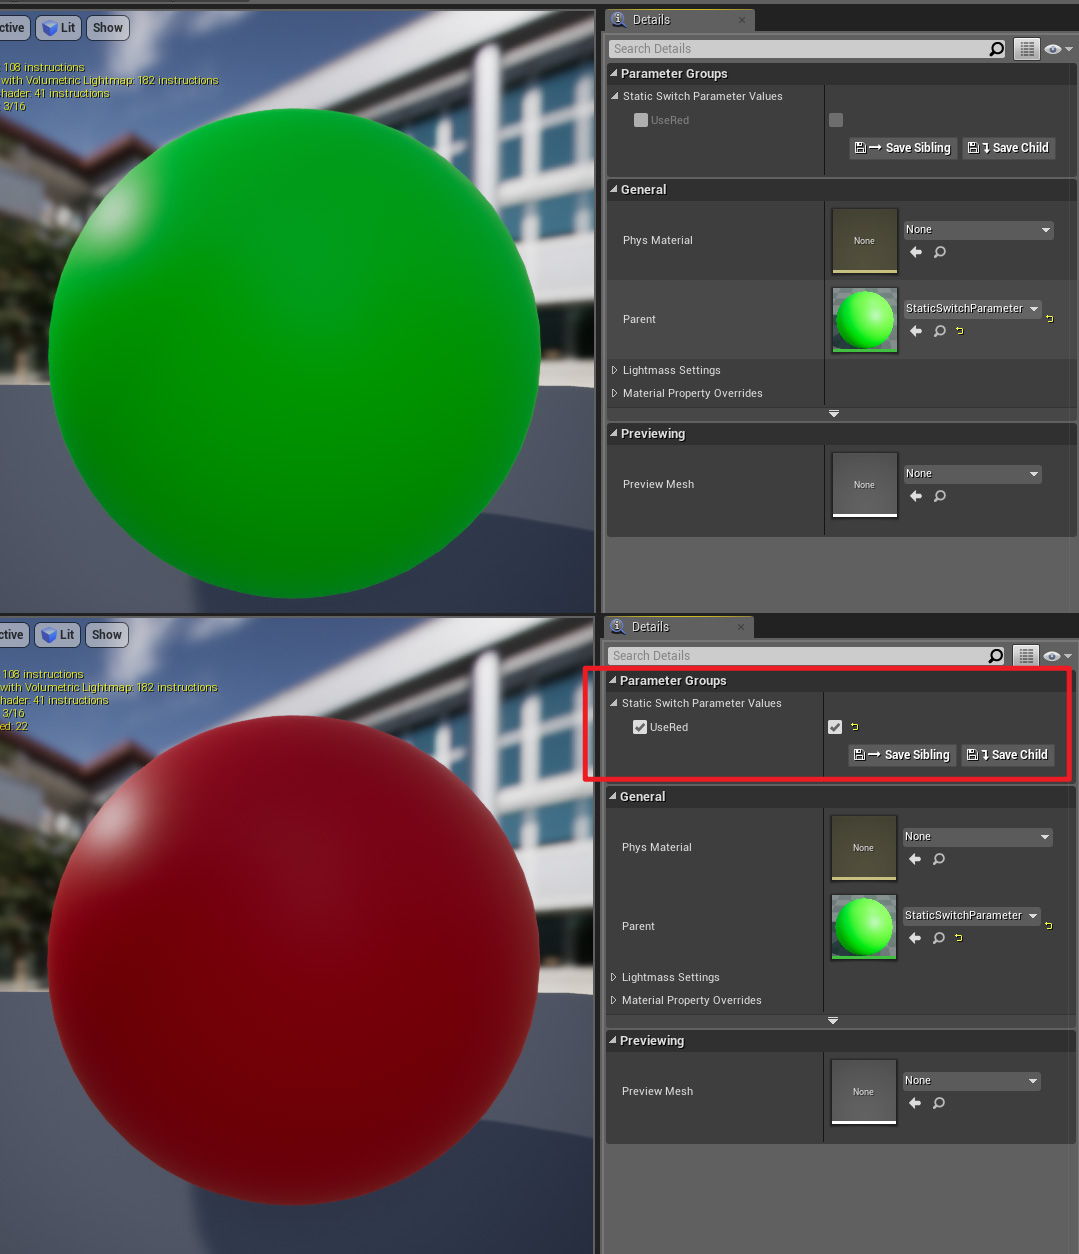 ctive
Lit
Show
108 instructions
with Volumetric Lightmap: 182 instructions
hader: 41 instructions
3/16
Details
Search Details
Parameter Groups
Static Switch Parameter Values
UseRed
Save Sibling
Save Child
General
Phys Material
None
None
Parent
StaticSwitchParameter
Lightmass Settings
Material Property Overrides
Previewing
Preview Mesh
None
None
ctive
Lit
Show
108 instructions
with Volumetric Lightmap: 182 instructions
hader: 41 instructions
3/16
ed: 22
Details
Search Details
Parameter Groups
Static Switch Parameter Values
UseRed
Save Sibling
Save Child
General
Phys Material
None
None
Parent
StaticSwitchParameter
Lightmass Settings
Material Property Overrides
Previewing
Preview Mesh
None
None